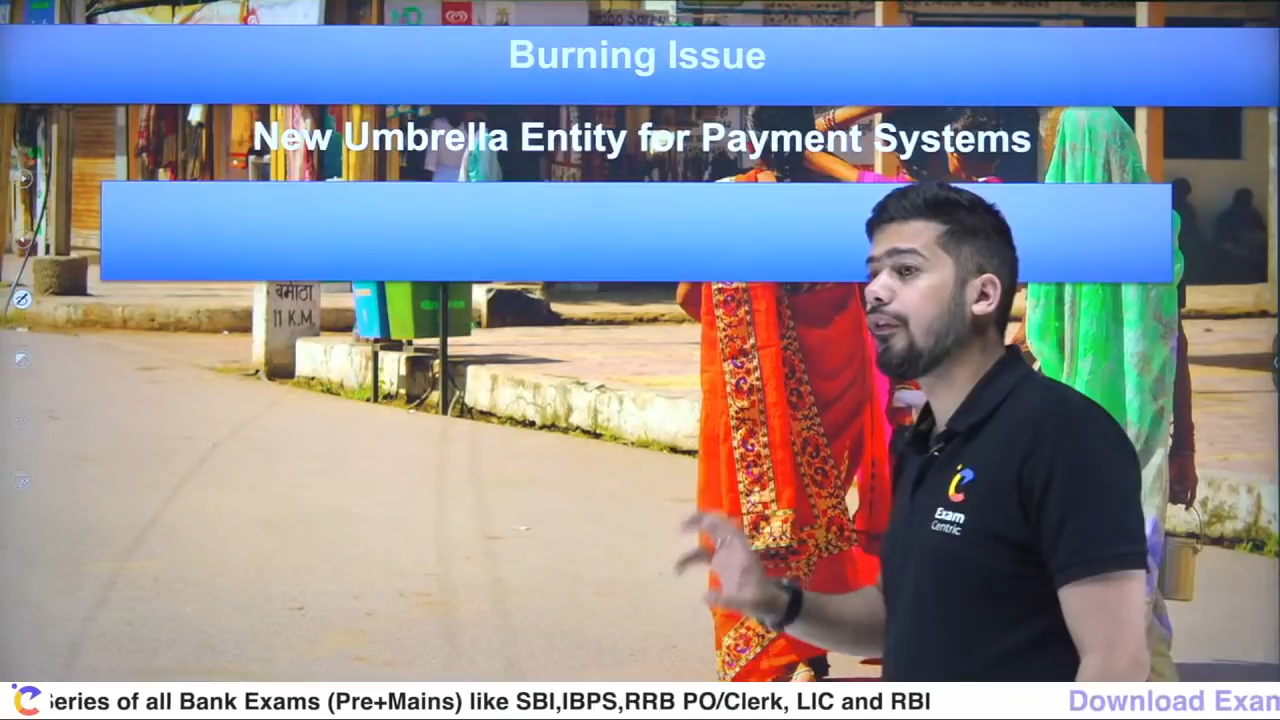 Burning Issue
New Umbrella Entity for Payment Systems
बमीठा
11 K.M.
Exam
Centric
eries of all Bank Exams (Pre+Mains) like SBI,IBPS,RRB PO/Clerk, LIC and RBI
Download Exan